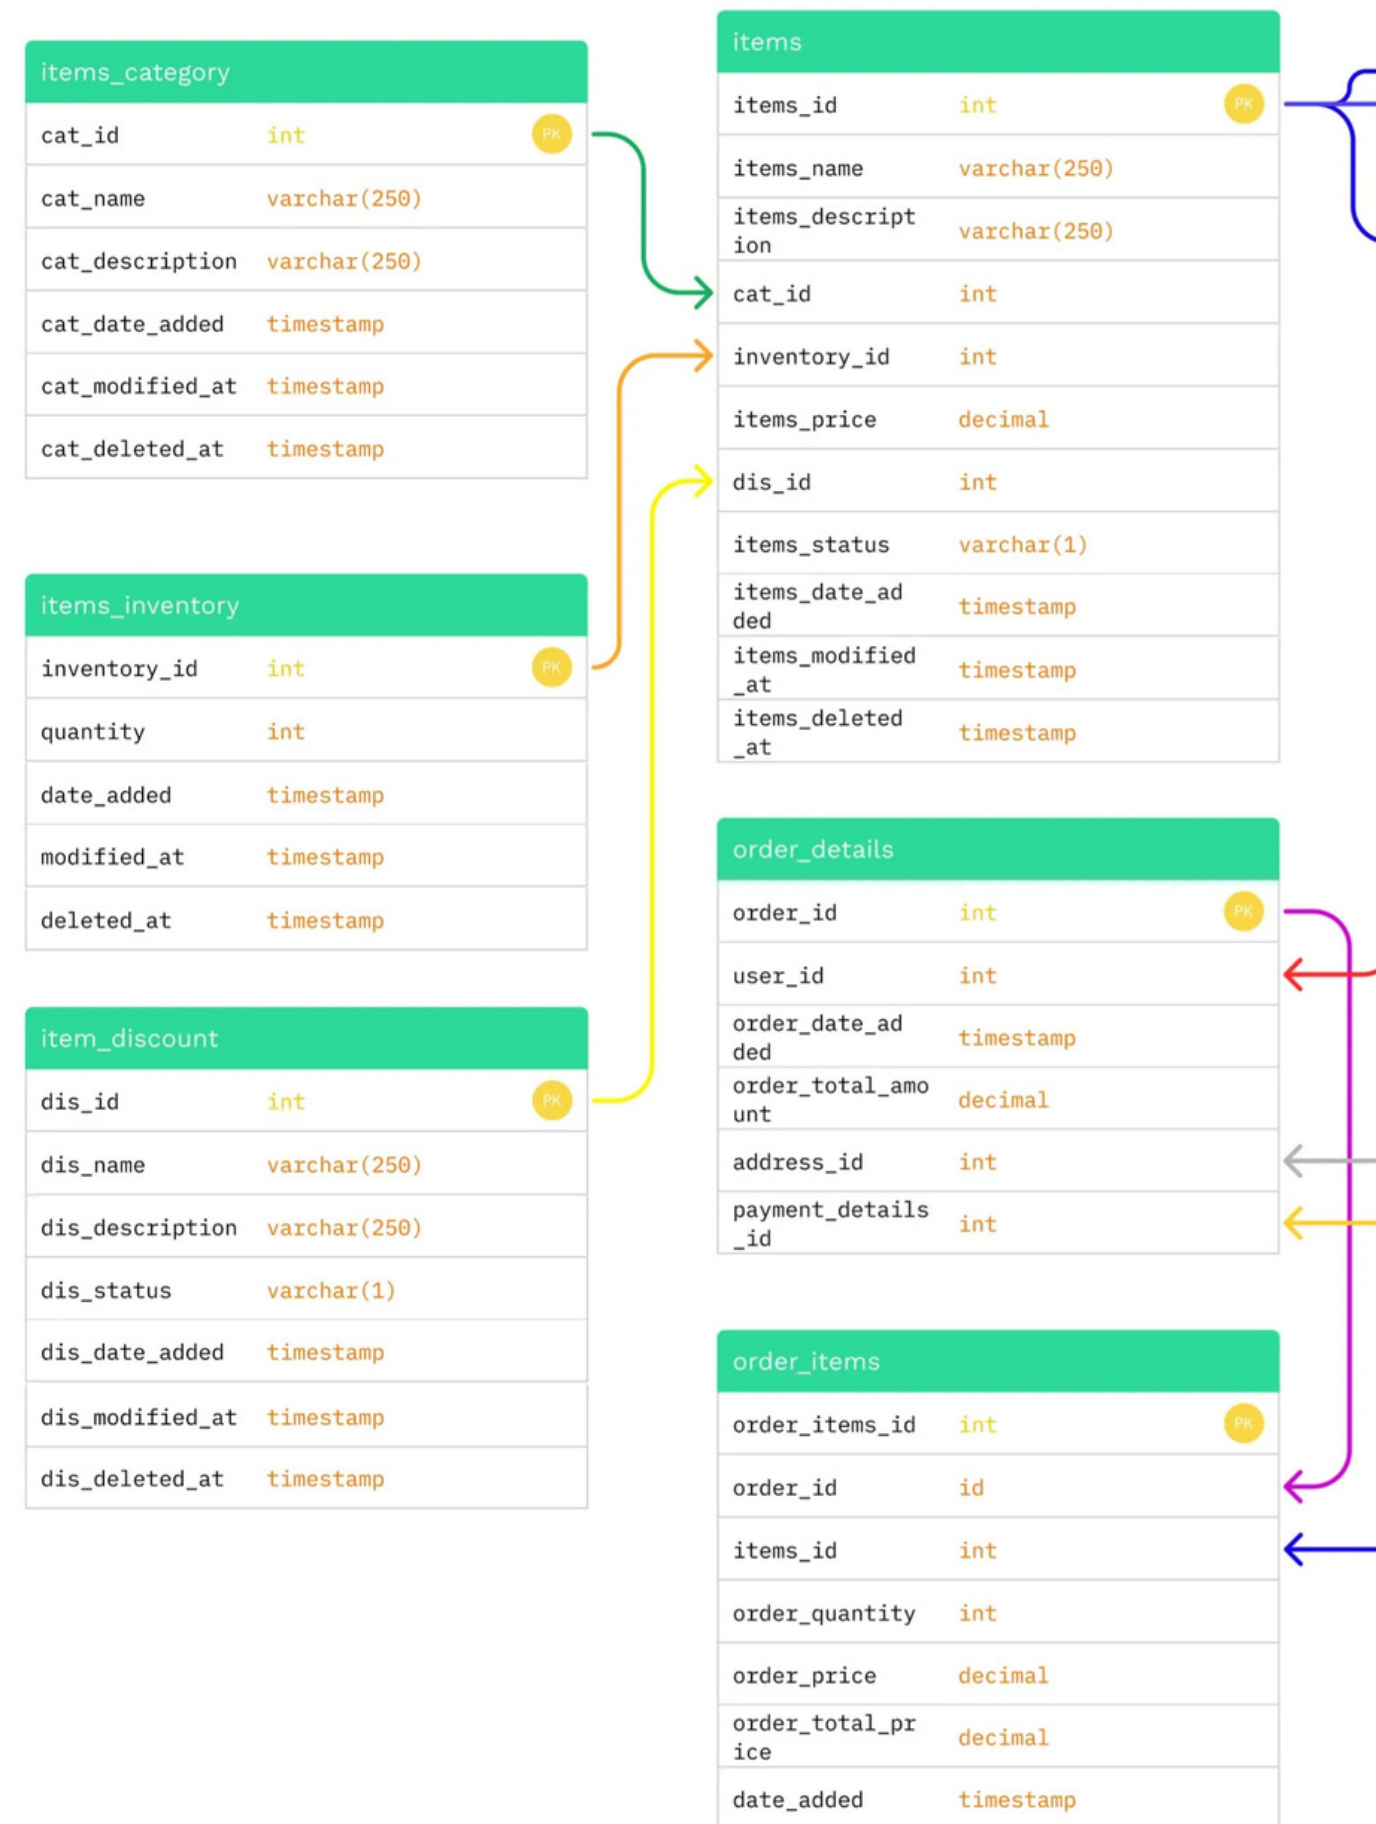 items_category
cat_id int PK
cat_name varchar(250)
cat_description varchar(250)
cat_date_added timestamp
cat_modified_at timestamp
cat_deleted_at timestamp
items_inventory
inventory_id int PK
quantity int
date_added timestamp
modified_at timestamp
deleted_at timestamp
item_discount
dis_id int PK
dis_name varchar(250)
dis_description varchar(250)
dis_status varchar(1)
dis_date_added timestamp
dis_modified_at timestamp
dis_deleted_at timestamp
items
items_id int PK
items_name varchar(250)
items_descript
ion varchar(250)
cat_id int
inventory_id int
items_price decimal
dis_id int
items_status varchar(1)
items_date_ad
ded timestamp
items_modified
_at timestamp
items_deleted
_at timestamp
order_details
order_id int PK
user_id int
order_date_ad
ded timestamp
order_total_amo
unt decimal
address_id int
payment_details
_id int
order_items
order_items_id int PK
order_id id
items_id int
order_quantity int
order_price decimal
order_total_pr
ice decimal
date_added timestamp